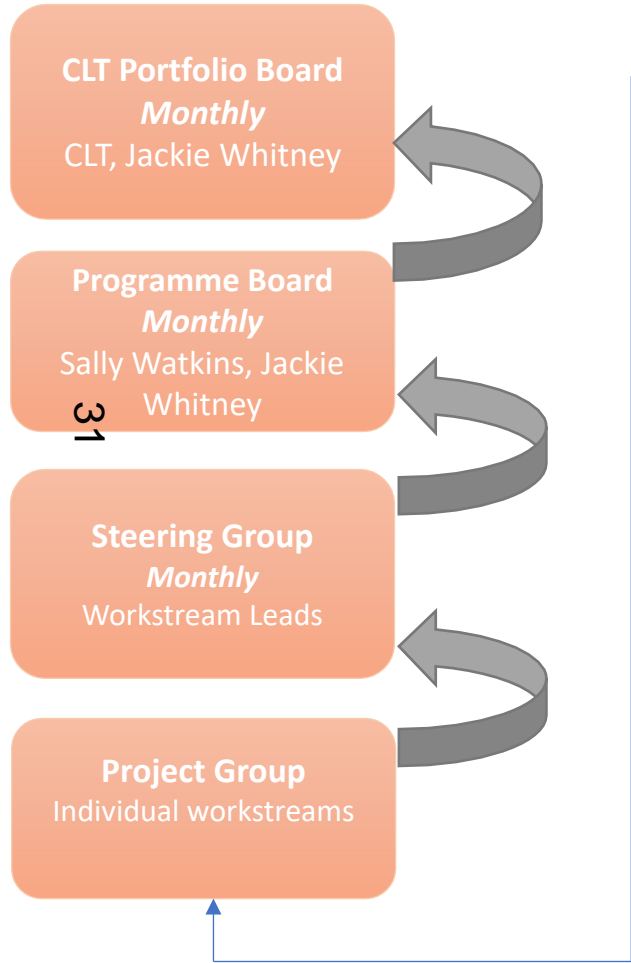 CLT Portfolio Board
Monthly
CLT, Jackie Whitney
Programme Board
Monthly
Sally Watkins, Jackie
Whitney
31
Steering Group
Monthly
Workstream Leads
Project Group
Individual workstreams